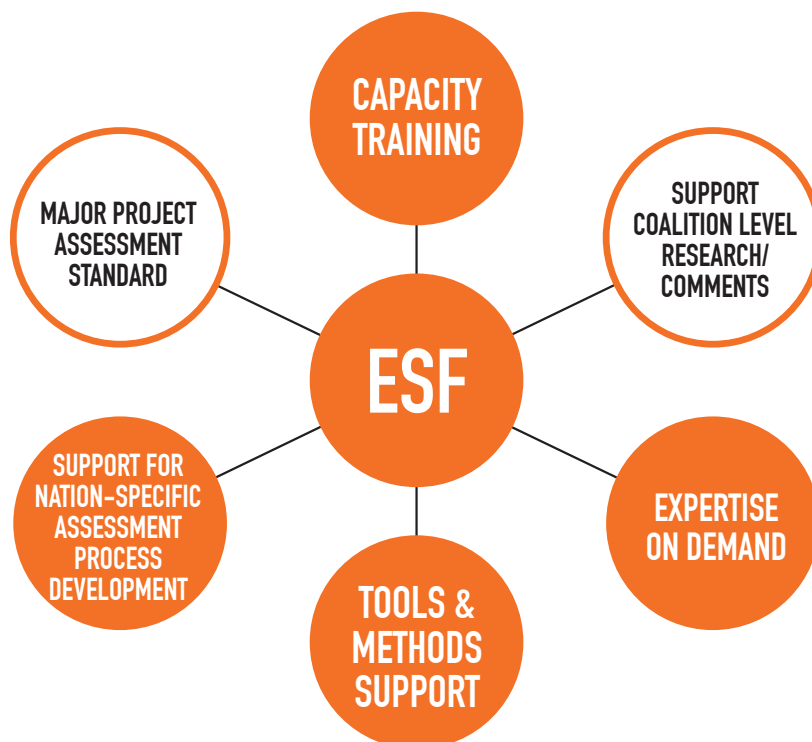 CAPACITY
TRAINING
MAJOR PROJECT
ASSESSMENT
STANDARD
SUPPORT
COALITION LEVEL
RESEARCH/
COMMENTS
ESF
SUPPORT FOR
NATION-SPECIFIC
ASSESSMENT
PROCESS
DEVELOPMENT
EXPERTISE
ON DEMAND
TOOLS &
METHODS
SUPPORT